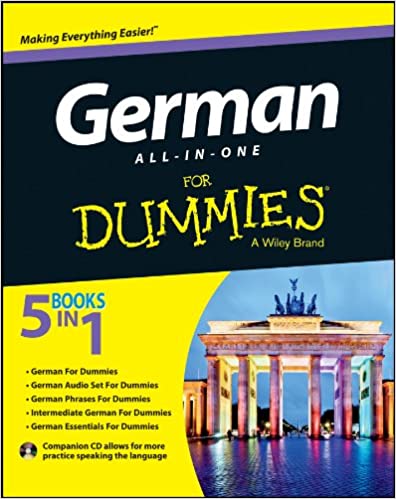 Making Everything Easier!™
German
ALL-IN-ONE
FOR
DUMMIES®
A Wiley Brand
5 BOOKS
IN 1
• German For Dummies
• German Audio Set For Dummies
• German Phrases For Dummies
• Intermediate German For Dummies
• German Essentials For Dummies
Companion CD allows for more
practice speaking the language